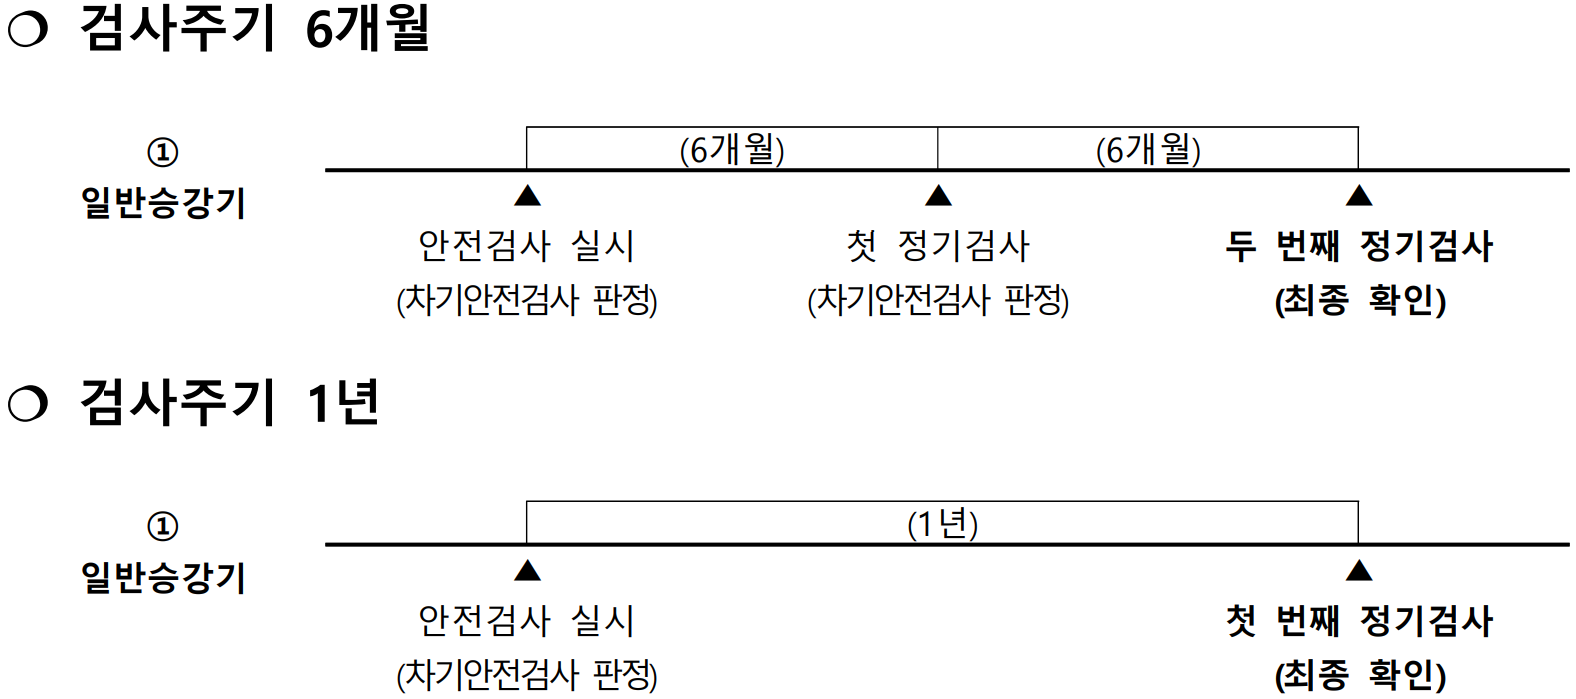 ❍ 검사주기 6개월
(6개월) (6개월)
①
일반승강기
▲ ▲ ▲
안전검사 실시 첫 정기검사 두 번째 정기검사
(차기안전검사 판정) (차기안전검사 판정) (최종 확인)
❍ 검사주기 1년
(1년)
①
일반승강기
▲ ▲
안전검사 실시 첫 번째 정기검사
(차기안전검사 판정) (최종 확인)